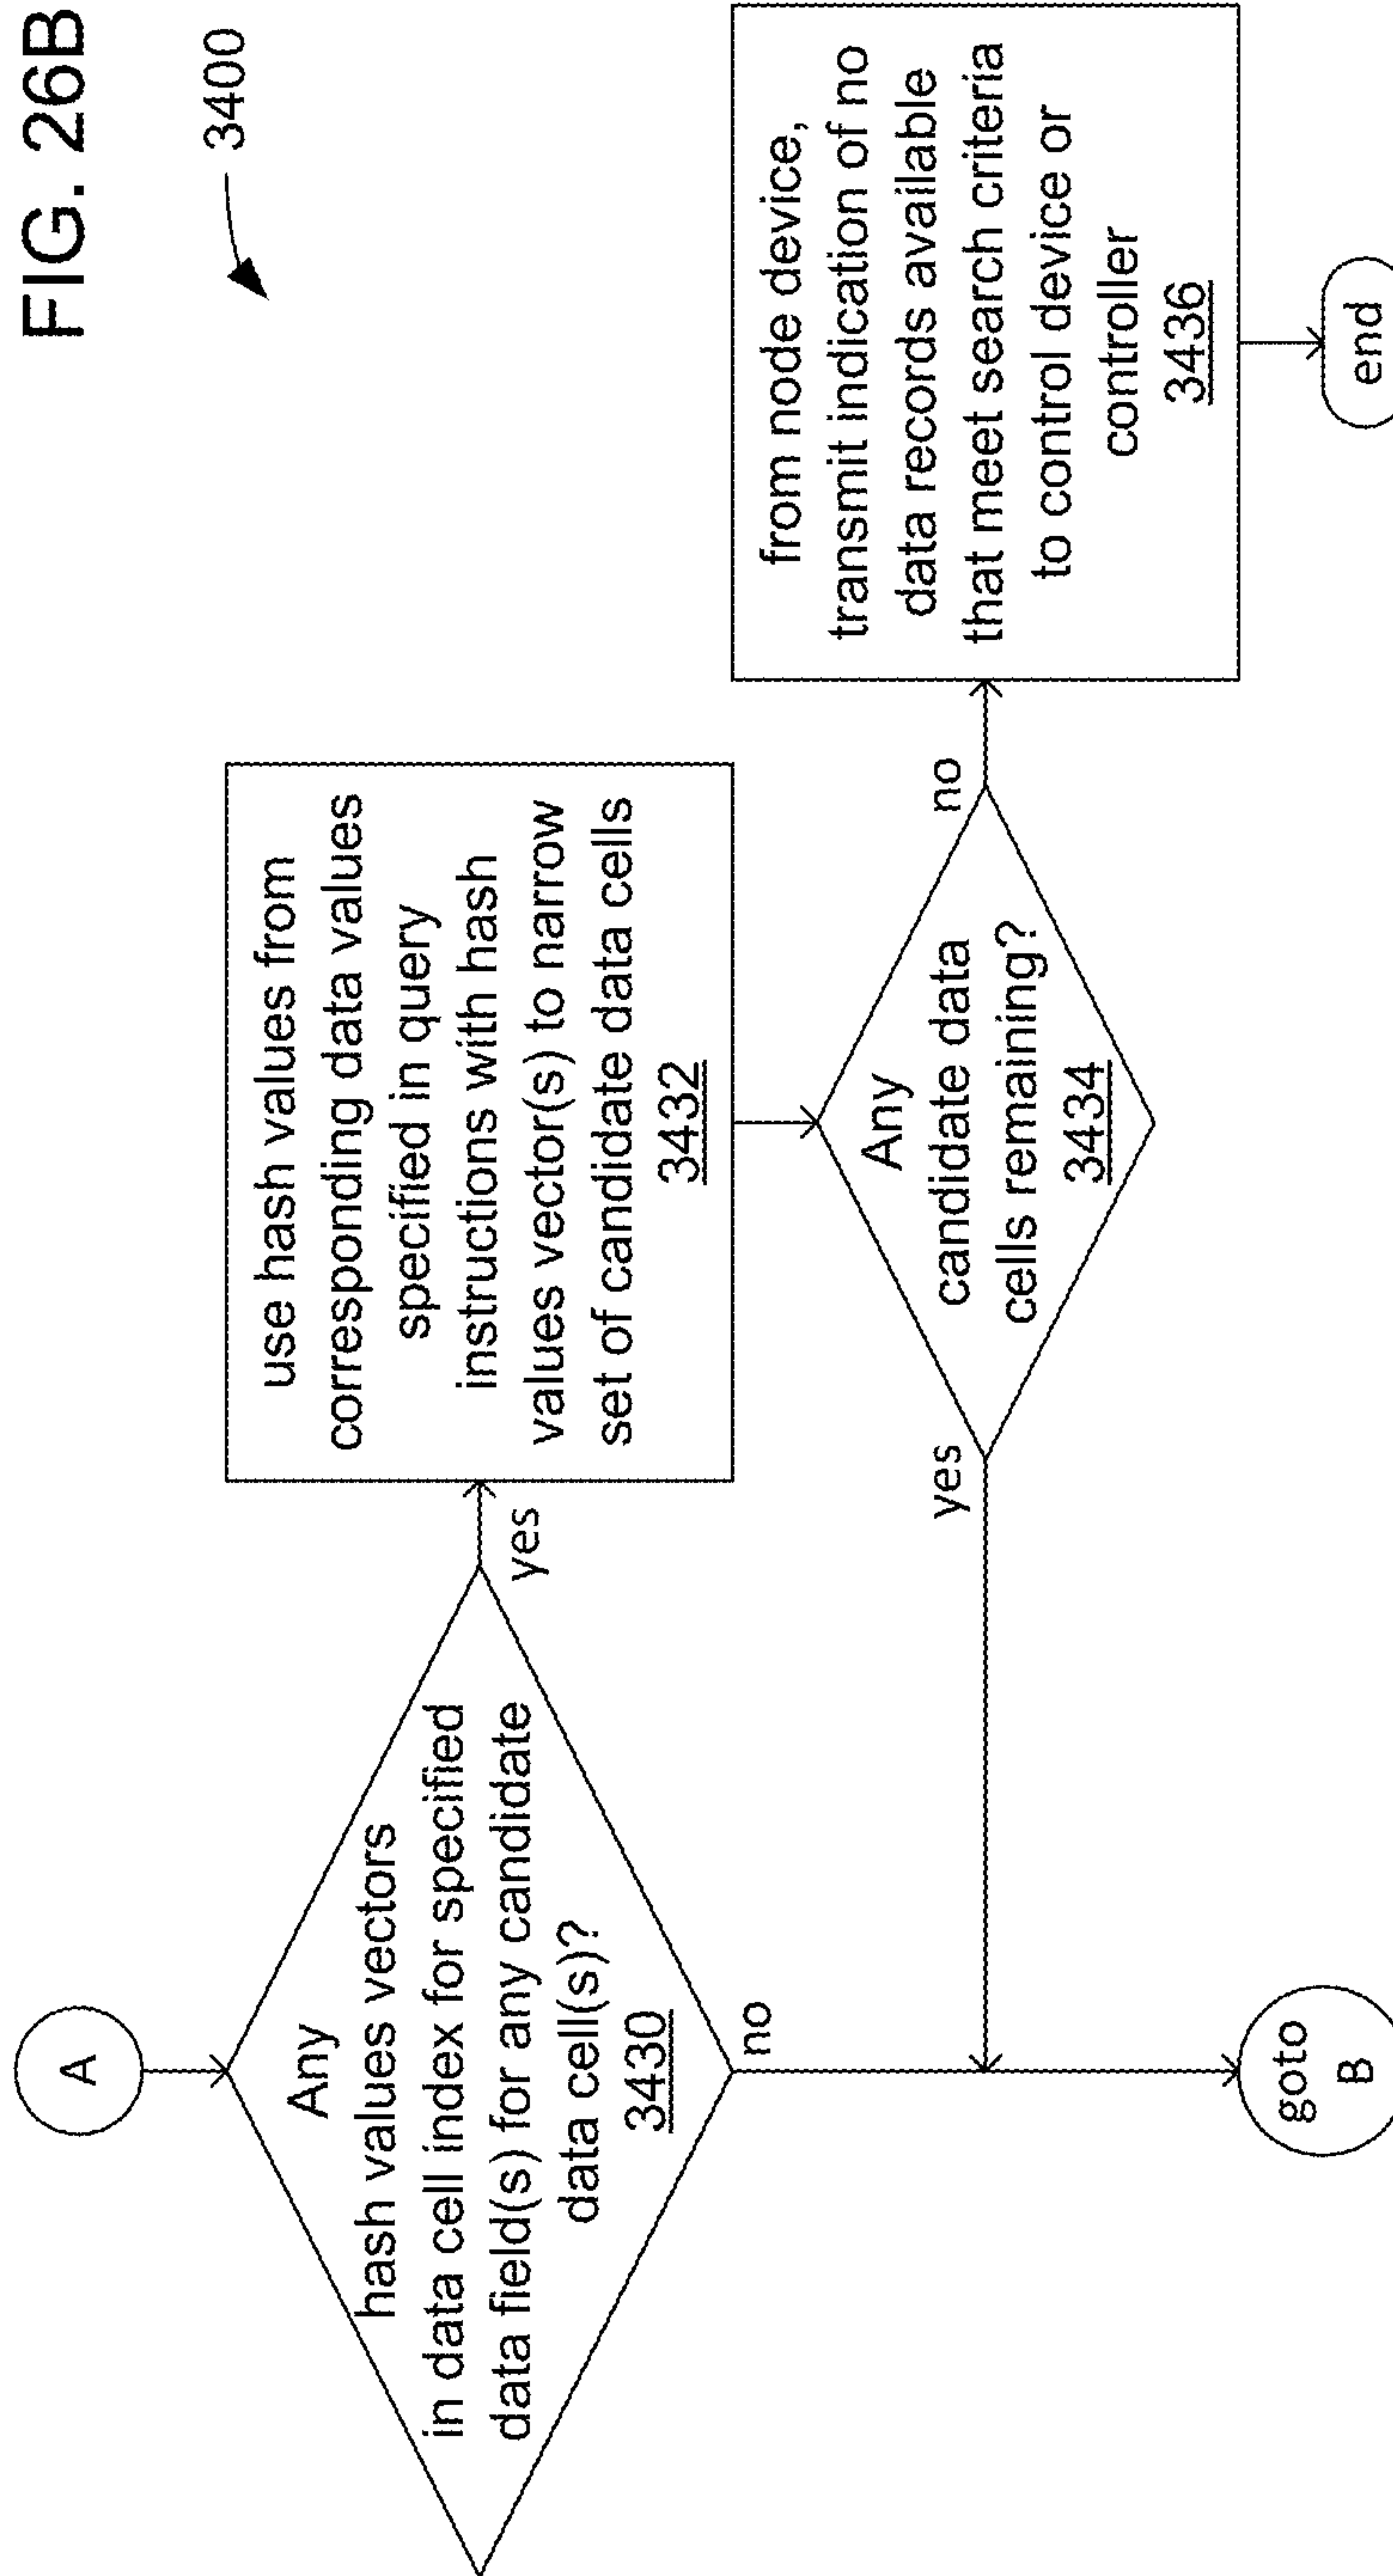 FIG. 26B
3400
A
Any
hash values vectors
in data cell index for specified
data field(s) for any candidate
data cell(s)?
3430
yes
no
use hash values from
corresponding data values
specified in query
instructions with hash
values vector(s) to narrow
set of candidate data cells
3432
Any
candidate data
cells remaining?
3434
yes
no
from node device,
transmit indication of no
data records available
that meet search criteria
to control device or
controller
3436
end
goto
B